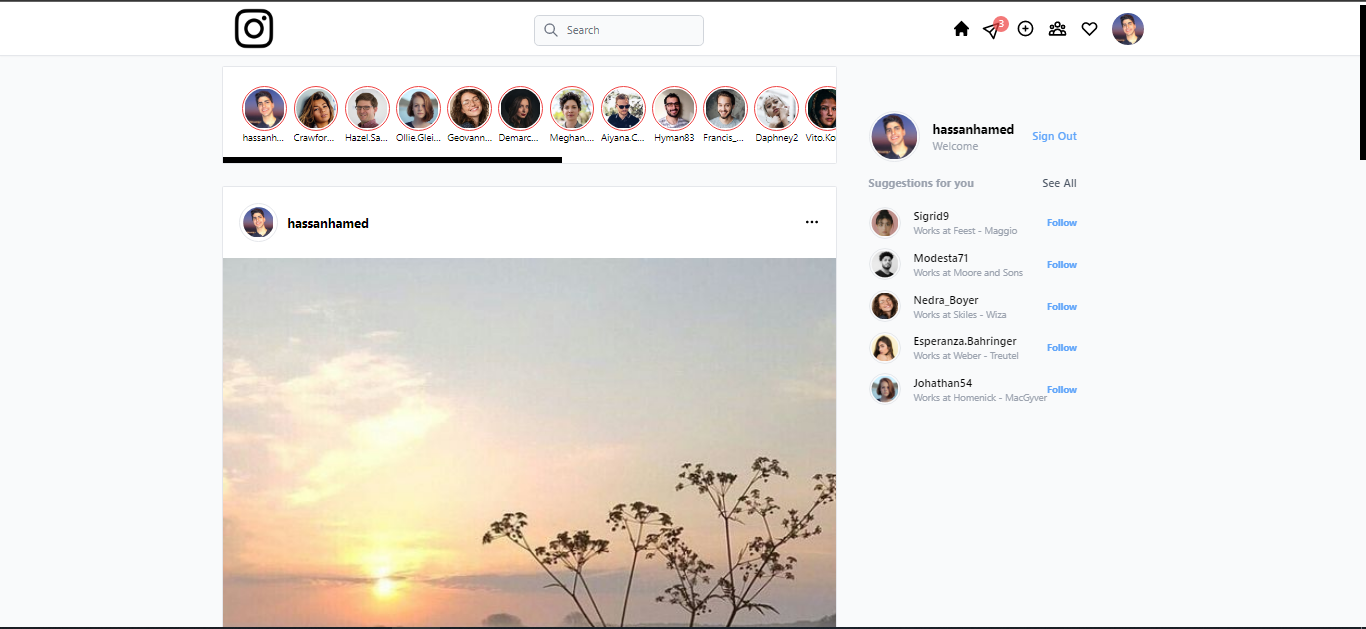 Search
3
hassanh...
Crawfor...
Hazel.Sa...
Ollie.Glei...
Geovann...
Demarc...
Meghan....
Aiyana.C...
Hyman83
Francis_...
Daphney2
Vito.Ko
hassanhamed
Welcome
Sign Out
Suggestions for you
See All
Sigrid9
Works at Feest - Maggio
Follow
Modesta71
Works at Moore and Sons
Follow
Nedra_Boyer
Works at Skiles - Wiza
Follow
Esperanza.Bahringer
Works at Weber - Treutel
Follow
Johathan54
Works at Homenick - MacGyver
Follow
hassanhamed